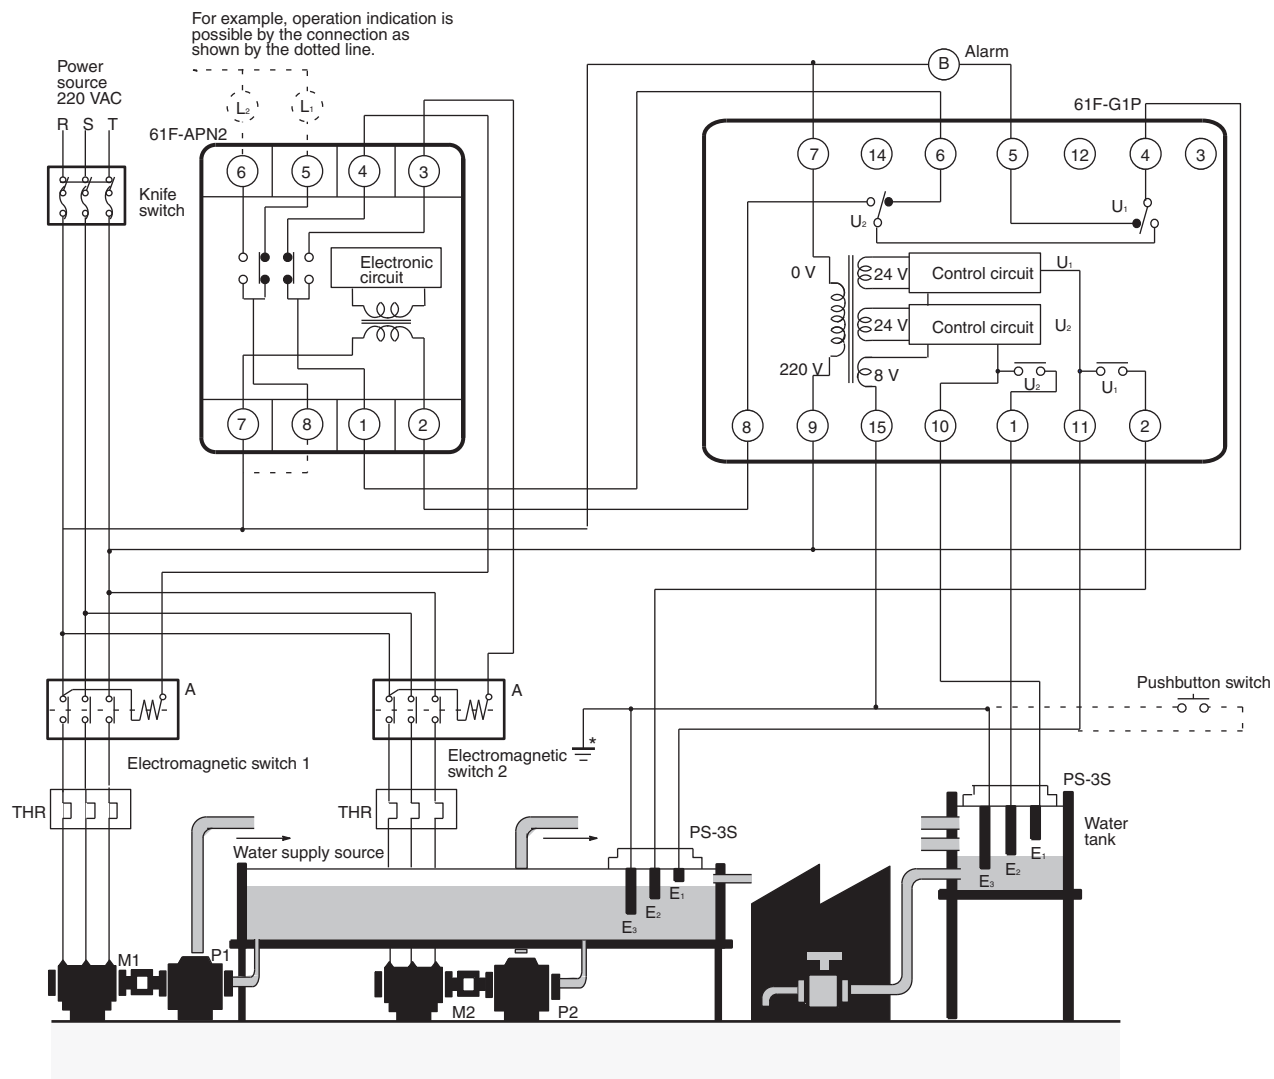 For example, operation indication is
possible by the connection as
shown by the dotted line.
Power
source
220 VAC
R S T
Knife
switch
61F-APN2
L2 L1
6 5 4 3
Electronic
circuit
7 8 1 2
B Alarm
61F-G1P
7 14 6 5 12 4 3
U2
U1
0 V
24 V Control circuit U1
24 V Control circuit U2
220 V
8 V
U2 U1
8 9 15 10 1 11 2
A
A
Electromagnetic switch 1
Electromagnetic
switch 2
*
Pushbutton switch
THR
THR
PS-3S
PS-3S
Water
tank
Water supply source
E1
E2
E3
E1
E2
E3
M1
P1
M2
P2